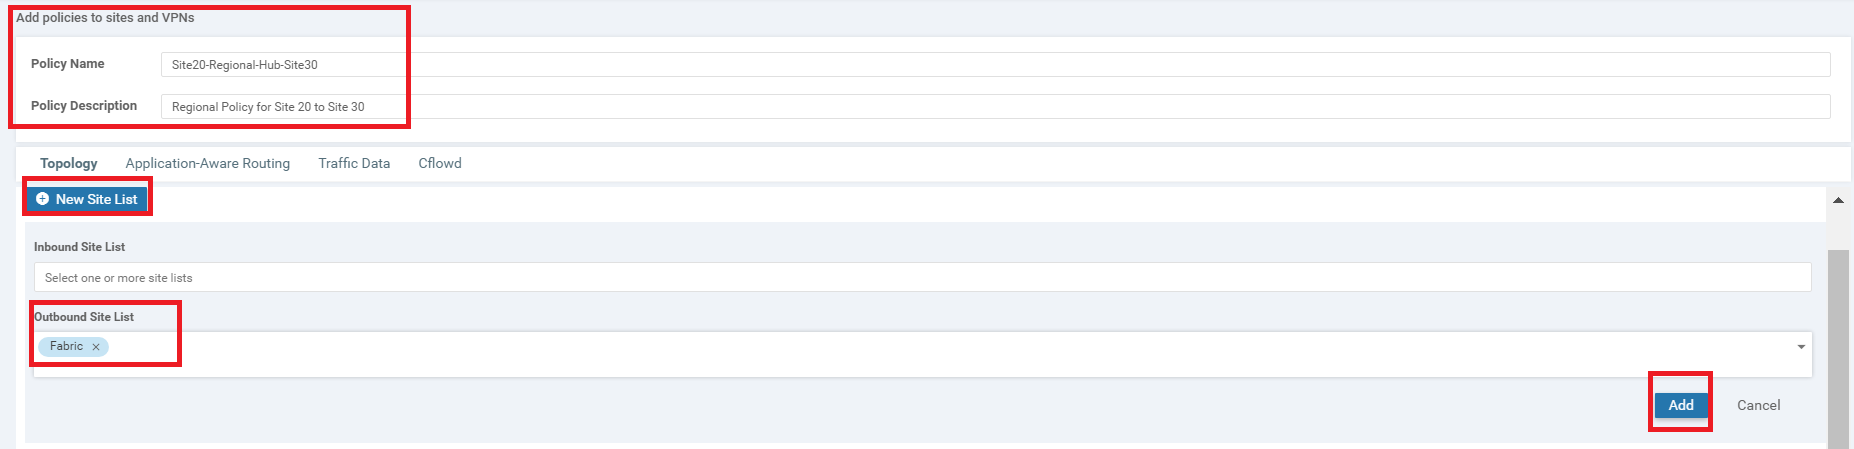 Add policies to sites and VPNs
Policy Name
Site20-Regional-Hub-Site30
Policy Description
Regional Policy for Site 20 to Site 30
Topology Application-Aware Routing Traffic Data Cflowd
New Site List
Inbound Site List
Select one or more site lists
Outbound Site List
Fabric ×
Add Cancel